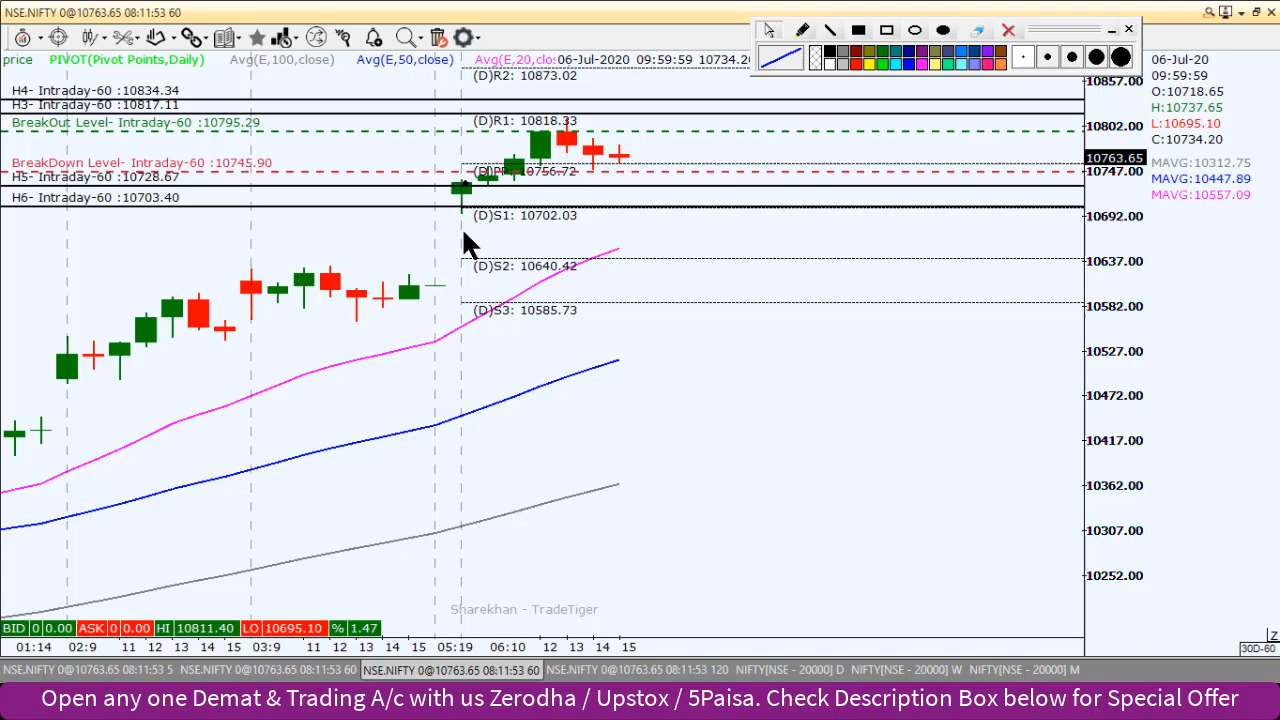 NSE.NIFTY 0@10763.65 08:11:53 60
price PIVOT(Pivot Points,Daily) Avg(E,100,close) Avg(E,50,close) Avg(E,20,clo: 06-Jul-2020 09:59:59 10734.20
(D)R2: 10873.02
H4- Intraday-60 :10834.34
H3- Intraday-60 :10817.11
(D)R1: 10818.33
BreakOut Level- Intraday-60 :10795.29
BreakDown Level- Intraday-60 :10745.90
10756.72
H5- Intraday-60 :10728.67
H6- Intraday-60 :10703.40
(D)S1: 10702.03
(D)S2: 10640.42
(D)S3: 10585.73
10857.00
10802.00
10763.65
10747.00
10692.00
10637.00
10582.00
10527.00
10472.00
10417.00
10362.00
10307.00
10252.00
06-Jul-20
09:59:59
O:10718.65
H:10737.65
L:10695.10
C:10734.20
MAVG:10312.75
MAVG:10447.89
MAVG:10557.09
Sharekhan - TradeTiger
BID 0 0.00 ASK 0 0.00 HI 10811.40 LO 10695.10 % 1.47
01:14 02:9 11 12 13 14 15 03:9 11 12 13 14 15 05:19 06:10 12 13 14 15
Z
30D-60
NSE.NIFTY 0@10763.65 08:11:53 5 NSE.NIFTY 0@10763.65 08:11:53 60 NSE.NIFTY 0@10763.65 08:11:53 60 NSE.NIFTY 0@10763.65 08:11:53 120 NIFTY[NSE - 20000] D NIFTY[NSE - 20000] W NIFTY[NSE - 20000] M
Open any one Demat & Trading A/c with us Zerodha / Upstox / 5Paisa. Check Description Box below for Special Offer